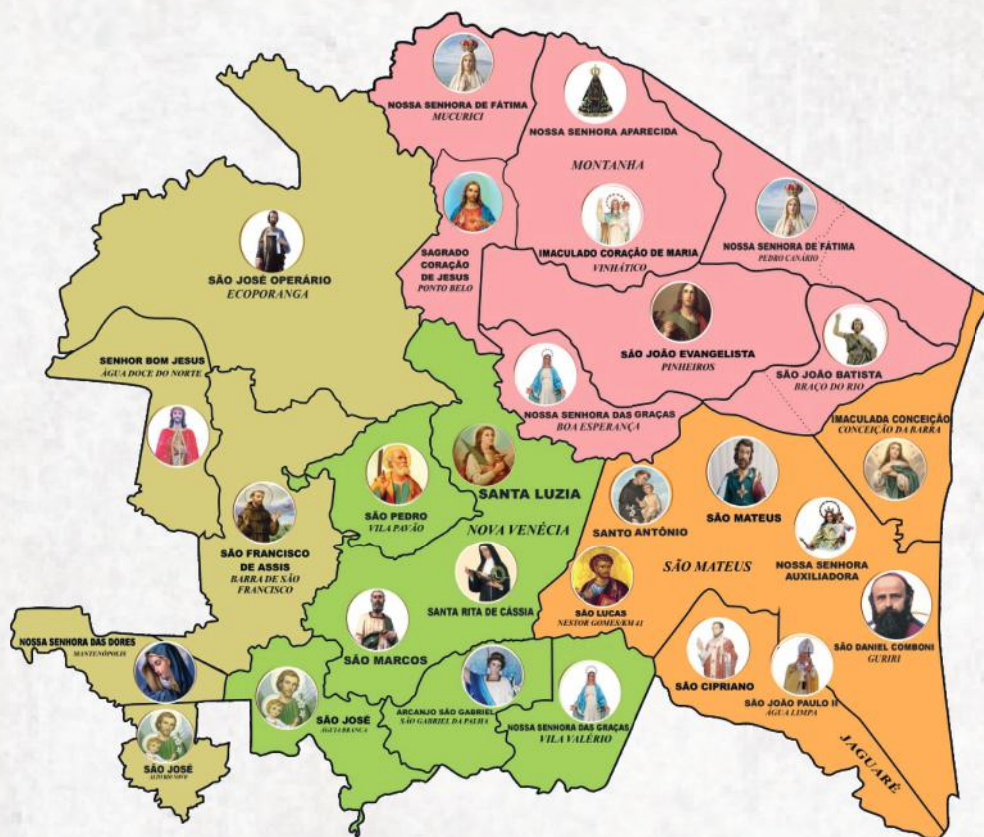 NOSSA SENHORA DE FÁTIMA
MUCURICI
NOSSA SENHORA APARECIDA
MONTANHA
IMACULADO CORAÇÃO DE MARIA
VINHÁTICO
SAGRADO
CORAÇÃO
DE JESUS
PONTO BELO
NOSSA SENHORA DE FÁTIMA
PEDRO CANÁRIO
SÃO JOSÉ OPERÁRIO
ECOPORANGA
SÃO JOÃO EVANGELISTA
PINHEIROS
SÃO JOÃO BATISTA
BRAÇO DO RIO
SENHOR BOM JESUS
ÁGUA DOCE DO NORTE
NOSSA SENHORA DAS GRAÇAS
BOA ESPERANÇA
IMACULADA CONCEIÇÃO
CONCEIÇÃO DA BARRA
SANTA LUZIA
SÃO PEDRO
VILA PAVÃO
NOVA VENÉCIA
SANTO ANTÔNIO
SÃO MATEUS
SÃO MATEUS
NOSSA SENHORA
AUXILIADORA
SÃO FRANCISCO
DE ASSIS
BARRA DE SÃO
FRANCISCO
SANTA RITA DE CÁSSIA
SÃO LUCAS
NESTOR GOMES/KM 41
NOSSA SENHORA DAS DORES
MANTENÓPOLIS
SÃO MARCOS
SÃO DANIEL COMBONI
GURIRI
SÃO CIPRIANO
SÃO JOÃO PAULO II
ÁGUA LIMPA
SÃO JOSÉ
ÁGUIA BRANCA
ARCANJO SÃO GABRIEL
SÃO GABRIEL DA PALHA
NOSSA SENHORA DAS GRAÇAS
VILA VALÉRIO
JAGUARÉ
SÃO JOSÉ
ALTO RIO NOVO